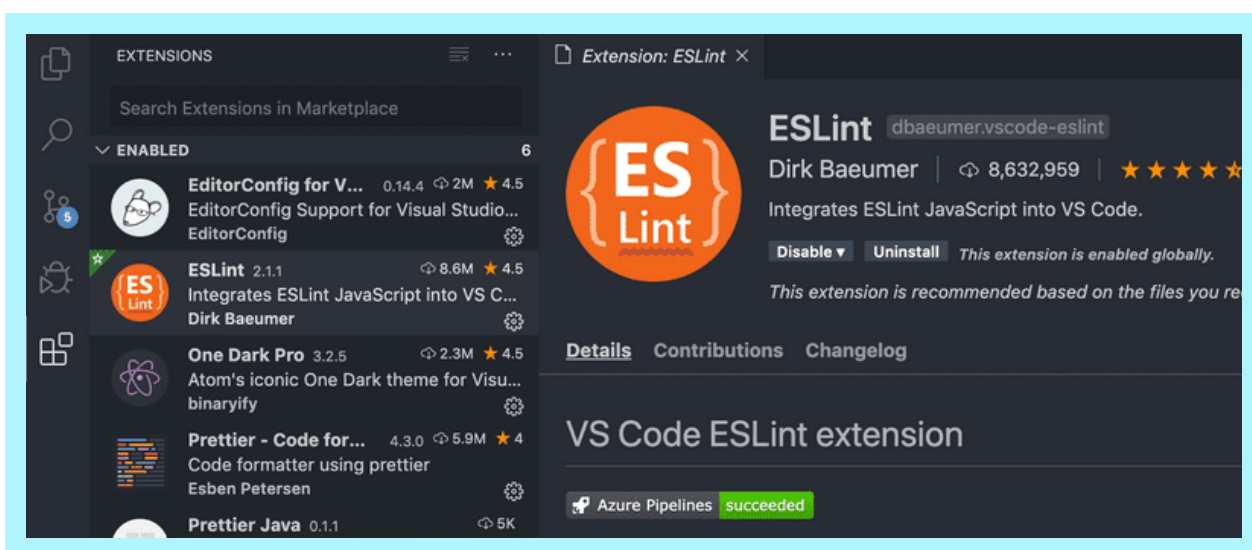 EXTENSIONS
Search Extensions in Marketplace
ENABLED 6
EditorConfig for V... 0.14.4 2M ★ 4.5
EditorConfig Support for Visual Studio...
EditorConfig
ESLint 2.1.1 8.6M ★ 4.5
Integrates ESLint JavaScript into VS C...
Dirk Baeumer
One Dark Pro 3.2.5 2.3M ★ 4.5
Atom's iconic One Dark theme for Visu...
binaryify
Prettier - Code for... 4.3.0 5.9M ★ 4
Code formatter using prettier
Esben Petersen
Prettier Java 0.1.1 5K
5
{ES}
{Lint}
Extension: ESLint ×
{ES
Lint}
ESLint dbaeumer.vscode-eslint
Dirk Baeumer | 8,632,959 | ★ ★ ★ ★ ★
Integrates ESLint JavaScript into VS Code.
Disable ▾ Uninstall This extension is enabled globally.
This extension is recommended based on the files you re
Details Contributions Changelog
VS Code ESLint extension
Azure Pipelines succeeded